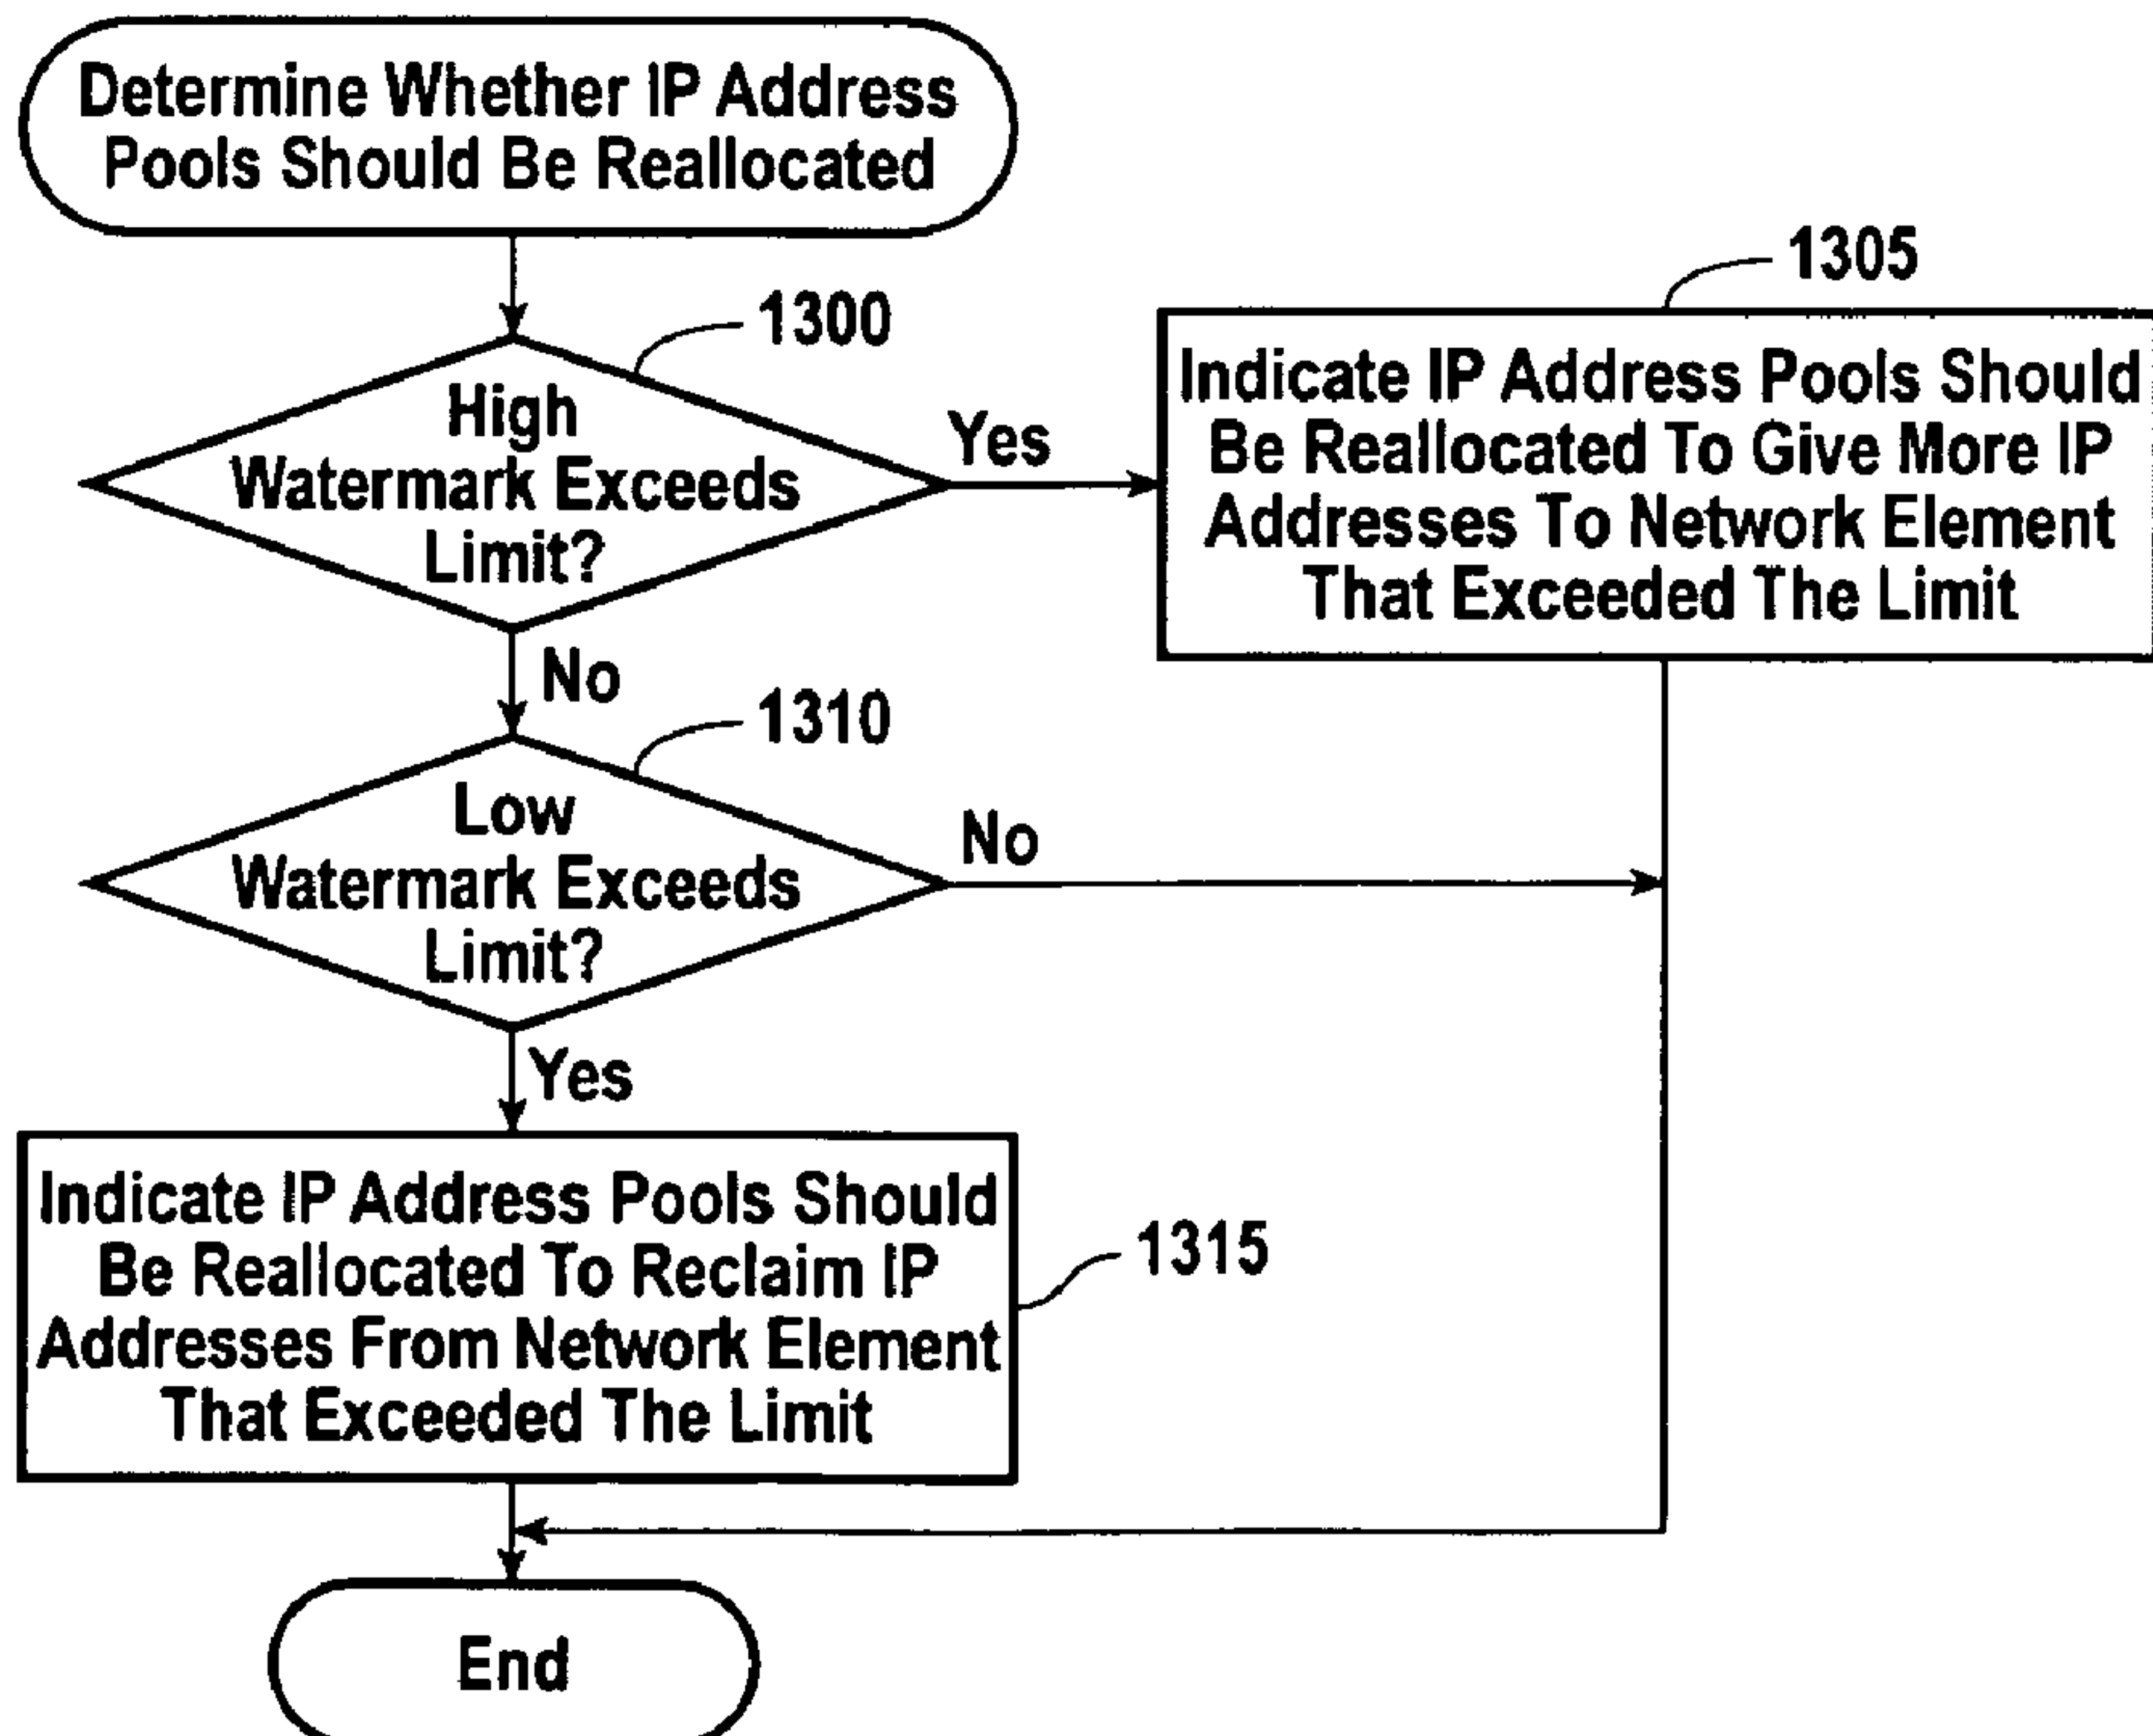 Determine Whether IP Address
Pools Should Be Reallocated
1300
High
Watermark Exceeds
Limit?
Yes
1305
Indicate IP Address Pools Should
Be Reallocated To Give More IP
Addresses To Network Element
That Exceeded The Limit
No
1310
Low
Watermark Exceeds
Limit?
No
Yes
Indicate IP Address Pools Should
Be Reallocated To Reclaim IP
Addresses From Network Element
That Exceeded The Limit
1315
End